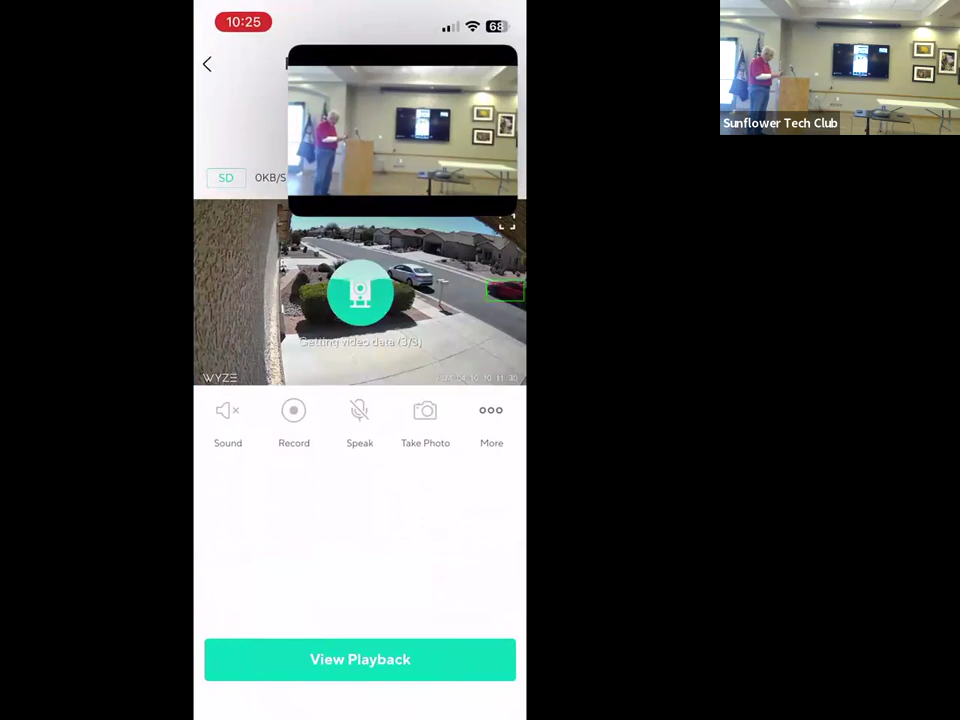 10:25
68
SD
0KB/S
Getting video data (3/3)
WYZE
Sound
Record
Speak
Take Photo
More
View Playback
Sunflower Tech Club